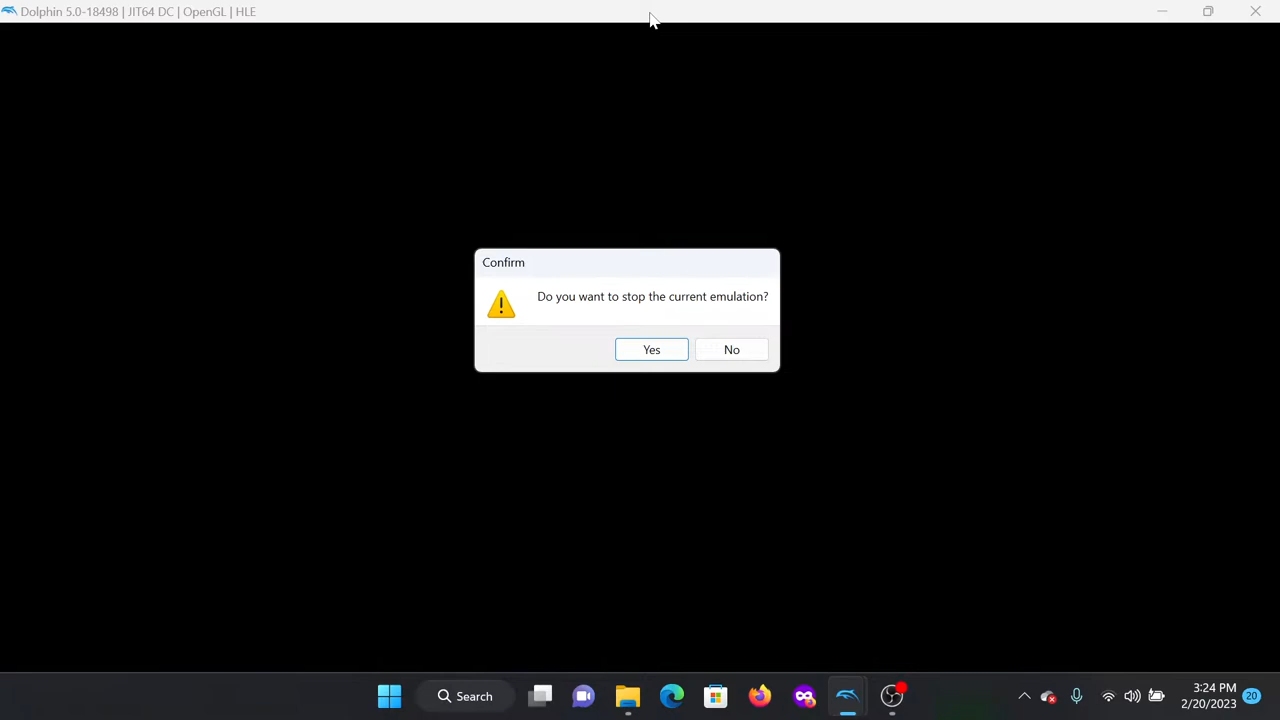 Dolphin 5.0-18498 | JIT64 DC | OpenGL | HLE
Confirm
Do you want to stop the current emulation?
Yes
No
Search
3:24 PM
2/20/2023
20